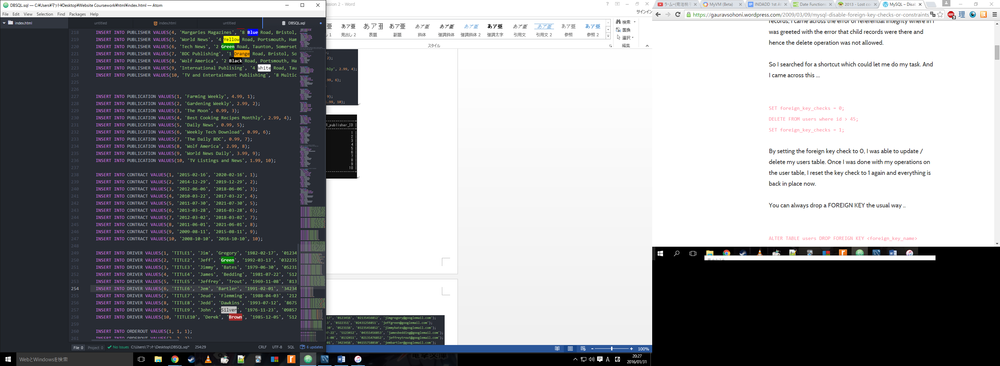 DBSQL.sql — C:¥Users¥マット¥Desktop¥Website Coursework¥html¥index.html — Atom
File Edit View Selection Find Packages Help
index.html
untitled
index.html
untitled
DBSQL.sql
218 INSERT INTO PUBLISHER VALUES(4, 'Margaries Magazines', '8 Blue Road, Bristol,
219 INSERT INTO PUBLISHER VALUES(5, 'World News', '4 Yellow Road, Portsmouth, Ham
220 INSERT INTO PUBLISHER VALUES(6, 'Tech News', '2 Green Road, Taunton, Somerset
221 INSERT INTO PUBLISHER VALUES(7, 'BDC Publishing', '1 Orange Road, Bristol, So
222 INSERT INTO PUBLISHER VALUES(8, 'Wolf America', '2 Black Road, Portsmouth, Ha
223 INSERT INTO PUBLISHER VALUES(9, 'International Publising', '4 White Road, Tau
224 INSERT INTO PUBLISHER VALUES(10, 'TV and Entertainment Publishing', '8 Multic
225
226
227 INSERT INTO PUBLICATION VALUES(1, 'Farming Weekly', 4.99, 1);
228 INSERT INTO PUBLICATION VALUES(2, 'Gardening Weekly', 2.99, 2);
229 INSERT INTO PUBLICATION VALUES(3, 'The Moon', 0.99, 3);
230 INSERT INTO PUBLICATION VALUES(4, 'Best Cooking Recipes Monthly', 2.99, 4);
231 INSERT INTO PUBLICATION VALUES(5, 'Daily News', 0.99, 5);
232 INSERT INTO PUBLICATION VALUES(6, 'Weekly Tech Download', 0.99, 6);
233 INSERT INTO PUBLICATION VALUES(7, 'The Daily BDC', 0.99, 7);
234 INSERT INTO PUBLICATION VALUES(8, 'Wolf America', 2.99, 8);
235 INSERT INTO PUBLICATION VALUES(9, 'World News Daily', 3.99, 9);
236 INSERT INTO PUBLICATION VALUES(10, 'TV Listings and News', 1.99, 10);
237
238 INSERT INTO CONTRACT VALUES(1, '2015-02-16', '2020-02-16', 1);
239 INSERT INTO CONTRACT VALUES(2, '2014-12-29', '2019-12-29', 2);
240 INSERT INTO CONTRACT VALUES(3, '2012-06-06', '2018-06-06', 3);
241 INSERT INTO CONTRACT VALUES(4, '2010-03-22', '2017-03-22', 4);
242 INSERT INTO CONTRACT VALUES(5, '2011-07-30', '2021-07-30', 5);
243 INSERT INTO CONTRACT VALUES(6, '2013-03-28', '2016-03-28', 6);
244 INSERT INTO CONTRACT VALUES(7, '2012-03-02', '2018-03-02', 7);
245 INSERT INTO CONTRACT VALUES(8, '2011-06-01', '2021-06-01', 8);
246 INSERT INTO CONTRACT VALUES(9, '2009-08-11', '2015-08-11', 9);
247 INSERT INTO CONTRACT VALUES(10, '2008-10-10', '2016-10-10', 10);
248
249 INSERT INTO DRIVER VALUES(1, 'TITLE1', 'Jim', 'Gregory', '1982-02-17', '01234
250 INSERT INTO DRIVER VALUES(2, 'TITLE2', 'Jeff', 'Green', '1992-03-13', '032235
251 INSERT INTO DRIVER VALUES(3, 'TITLE3', 'Jimmy', 'Bates', '1979-06-30', '05231
252 INSERT INTO DRIVER VALUES(4, 'TITLE4', 'James', 'Bedding', '1981-07-22', '512
253 INSERT INTO DRIVER VALUES(5, 'TITLE5', 'Jeffrey', 'Trout', '1969-11-08', '813
254 INSERT INTO DRIVER VALUES(6, 'TITLE6', 'Jem', 'Bartler', '1991-02-01', '34234
255 INSERT INTO DRIVER VALUES(7, 'TITLE7', 'Jeud', 'Flemming', '1988-04-03', '212
256 INSERT INTO DRIVER VALUES(8, 'TITLE8', 'Jedd', 'Dawkins', '1993-07-12', '8675
257 INSERT INTO DRIVER VALUES(9, 'TITLE9', 'John', 'Silver', '1976-11-23', '09857
258 INSERT INTO DRIVER VALUES(10, 'TITLE10', 'Derek', 'Brown', '1985-12-05', '512
259
260 INSERT INTO ORDEROUT VALUES(1, 1, 1);
261 INSERT INTO ORDEROUT VALUES(2, 2, 2);
File 0 Project 0 No Issues C:\Users\マット\Desktop\DBSQL.sql* 254:29 CRLF UTF-8 SQL 6 updates
ission 2 - Word
サインイン
あア亜 あア亜 あア亜 あア亜 あア亜 あア亜 あア亜 あア亜 あア亜 あア亜 あア亜
し 1 見出し 2 表題 副題 斜体 強調斜体 強調斜体 2 強調太字 引用文 引用文 2 参照 参照 2
検索
置換
選択
スタイル
編集
);
2);
thly', 2.99, 4);
99, 6);
9);
1.99, 10);
R_publisher_ID |
1 |
2 |
3 |
4 |
5 |
6 |
7 |
8 |
9 |
10 |
17', '0123456', '02135456852', 'jimgregory@googlemail.com');
13', '0322351', '02431256851', 'jeffgreen@googlemail.com');
-30', '0523156', '03235456852', 'jimmybates@googlemail.com');
07-22', '5123452', '04355456853', 'jamesbedding@googlemail.com');
1-08', '8132451', '02135476852', 'jeffreytrout@googlemail.com');
01', '3423456', '04155758850', 'jembartler@googlemail.com');
100%
WebとWindowsを検索
電撃文庫
A
20:27
2016/01/31
ラ・ムー(菊池桃子
MyVM (Beta)
INDADD 1st At
Date Functions
2013 - Lost co
MySQL – Disab
https://gauravsohoni.wordpress.com/2009/03/09/mysql-disable-foreign-key-checks-or-constraints
ABP 3
records, I came across the error of referential integrity where in I
was greeted with the error that child records were there and
hence the delete operation was not allowed.
So I searched for a shortcut which could let me do my task. And
I came across this …
SET foreign_key_checks = 0;
DELETE FROM users where id > 45;
SET foreign_key_checks = 1;
By setting the foreign key check to 0, I was able to update /
delete my users table. Once I was done with my operations on
the user table, I reset the key check to 1 again and everything is
back in place now.
You can always drop a FOREIGN KEY the usual way ..
ALTER TABLE users DROP FOREIGN KEY <foreign_key_name>